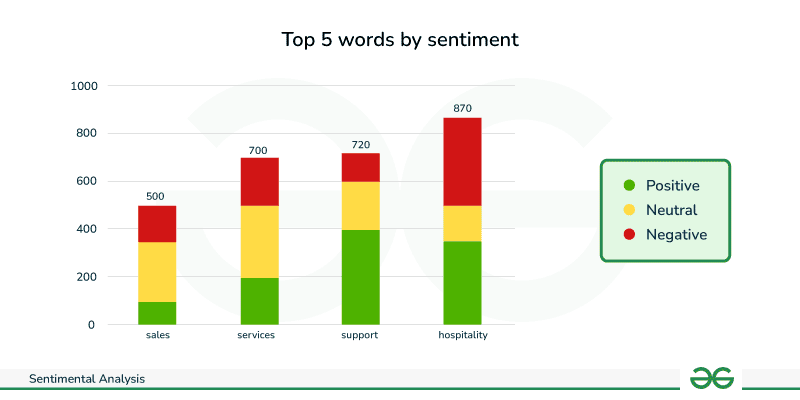 Top 5 words by sentiment
1000
800
600
400
200
0
500
700
720
870
sales
services
support
hospitality
Positive
Neutral
Negative
Sentimental Analysis